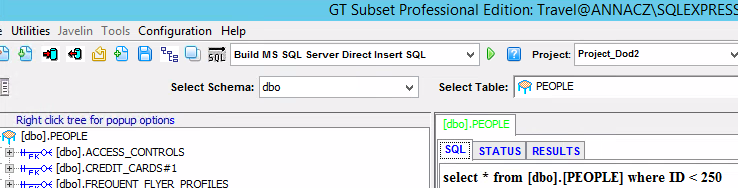 GT Subset Professional Edition: Travel@ANNACZ\SQLEXPRESS
Utilities Javelin Tools Configuration Help
SQL Build MS SQL Server Direct Insert SQL Project: Project_Dod2
Select Schema: dbo Select Table: PEOPLE
Right click tree for popup options
[dbo].PEOPLE
[dbo].PEOPLE
FK [dbo].ACCESS_CONTROLS
SQL STATUS RESULTS
FK [dbo].CREDIT_CARDS#1
select * from [dbo].[PEOPLE] where ID < 250
[dbo].FREQUENT_FLYER_PROFILES